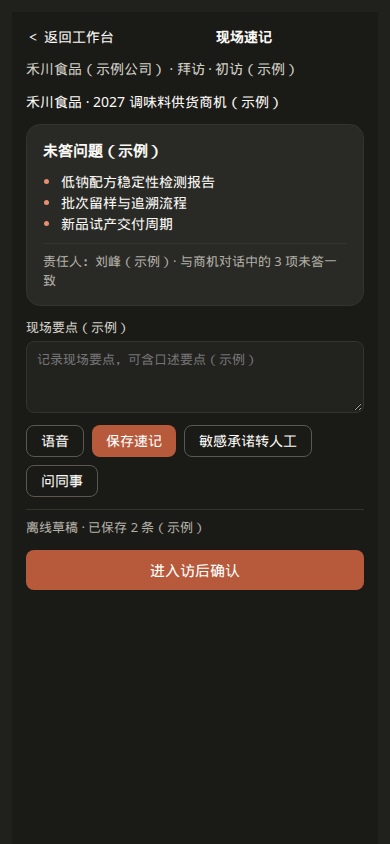 < 返回工作台 现场速记
禾川食品（示例公司）· 拜访 · 初访（示例）
禾川食品 · 2027 调味料供货商机（示例）
未答问题（示例）
低钠配方稳定性检测报告
批次留样与追溯流程
新品试产交付周期
责任人：刘峰（示例）· 与商机对话中的 3 项未答一
致
现场要点（示例）
记录现场要点，可含口述要点（示例）
语音 保存速记 敏感承诺转人工
问同事
离线草稿 · 已保存 2 条（示例）
进入访后确认